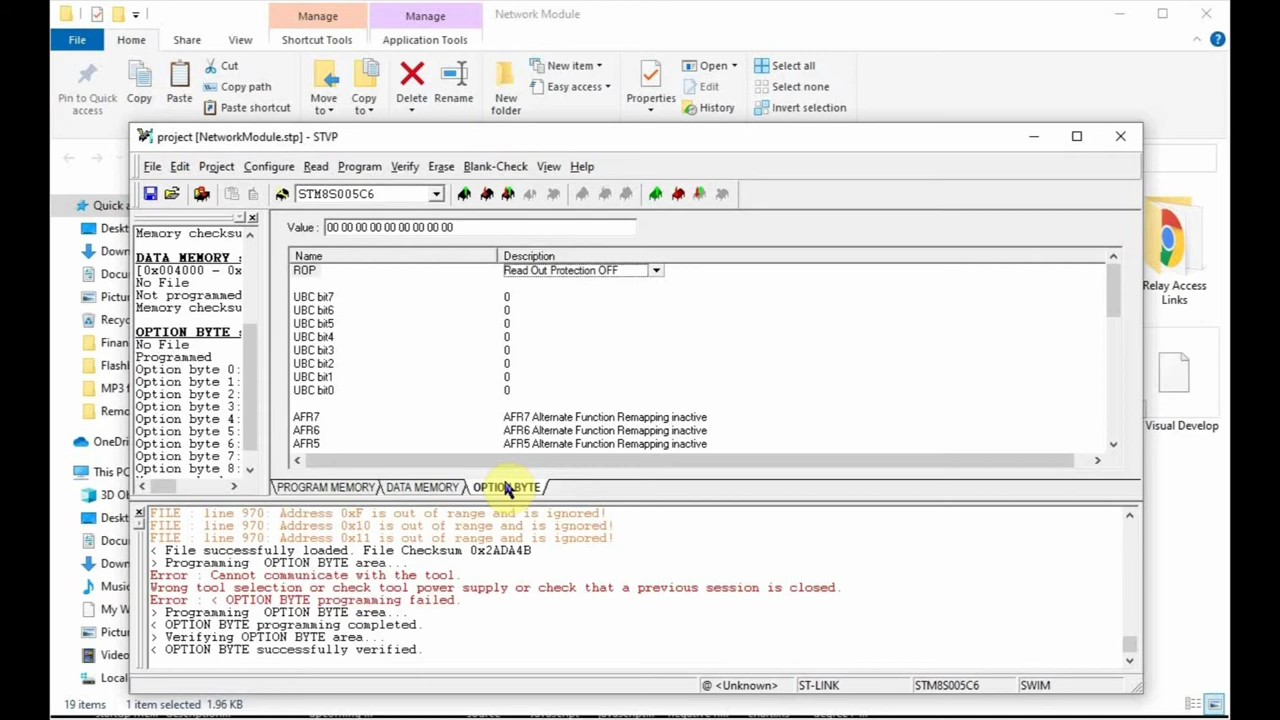 Manage
Manage
Network Module
File
Home
Share
View
Shortcut Tools
Application Tools
Pin to Quick
access
Copy
Paste
Cut
Copy path
Paste shortcut
Move
to
Copy
to
Delete
Rename
New
folder
New item
Easy access
Properties
Open
Edit
History
Select all
Select none
Invert selection
project [NetworkModule.stp] - STVP
File Edit Project Configure Read Program Verify Erase Blank-Check View Help
STM8S005C6
Quick a
Deskt
Down
Docu
Pictur
Recyc
Finan
Flashl
MP3 f
Remo
OneDri
This PC
3D Ob
Deskt
Docu
Down
Music
My W
Pictur
Video
Local
Memory checksu
DATA MEMORY :
[0x004000 - 0x
No File
Not programmed
Memory checksu
OPTION BYTE :
No File
Programmed
Option byte 0:
Option byte 1:
Option byte 2:
Option byte 3:
Option byte 4:
Option byte 5:
Option byte 6:
Option byte 7:
Option byte 8:
Value : 00 00 00 00 00 00 00 00 00
Name Description
ROP Read Out Protection OFF
UBC bit7 0
UBC bit6 0
UBC bit5 0
UBC bit4 0
UBC bit3 0
UBC bit2 0
UBC bit1 0
UBC bit0 0
AFR7 AFR7 Alternate Function Remapping inactive
AFR6 AFR6 Alternate Function Remapping inactive
AFR5 AFR5 Alternate Function Remapping inactive
PROGRAM MEMORY DATA MEMORY OPTION BYTE
FILE : line 970: Address 0xF is out of range and is ignored!
FILE : line 970: Address 0x10 is out of range and is ignored!
FILE : line 970: Address 0x11 is out of range and is ignored!
< File successfully loaded. File Checksum 0x2ADA4B
> Programming OPTION BYTE area...
Error : Cannot communicate with the tool.
Wrong tool selection or check tool power supply or check that a previous session is closed.
Error : < OPTION BYTE programming failed.
> Programming OPTION BYTE area...
< OPTION BYTE programming completed.
> Verifying OPTION BYTE area...
< OPTION BYTE successfully verified.
@ <Unknown> ST-LINK STM8S005C6 SWIM
Relay Access
Links
Visual Develop
19 items 1 item selected 1.96 KB